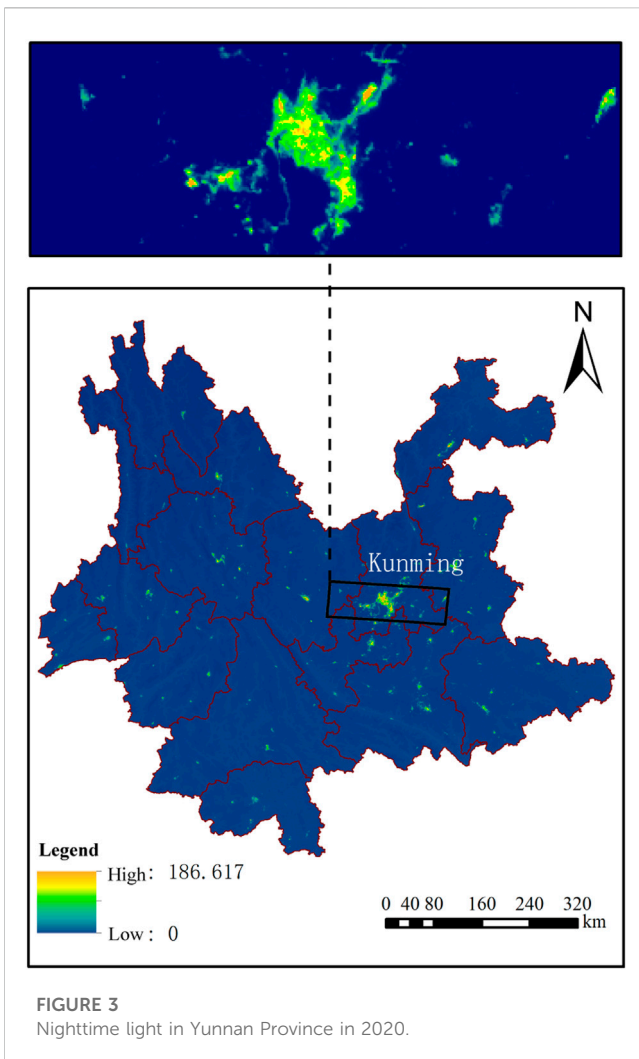 N
Kunming
Legend
High: 186.617
Low: 0
0 40 80 160 240 320
km
FIGURE 3
Nighttime light in Yunnan Province in 2020.